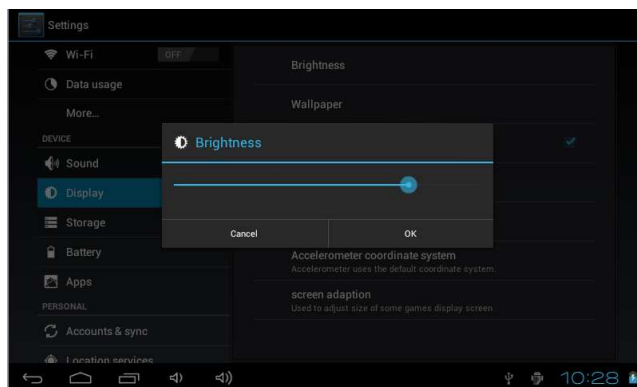 Settings
Wi-Fi OFF
Data usage
More...
DEVICE
Sound
Display
Storage
Battery
Apps
PERSONAL
Accounts & sync
Location services
Brightness
Wallpaper
Brightness
Cancel OK
Accelerometer coordinate system
Accelerometer uses the default coordinate system.
screen adaption
Used to adjust size of some games display screen
10:28